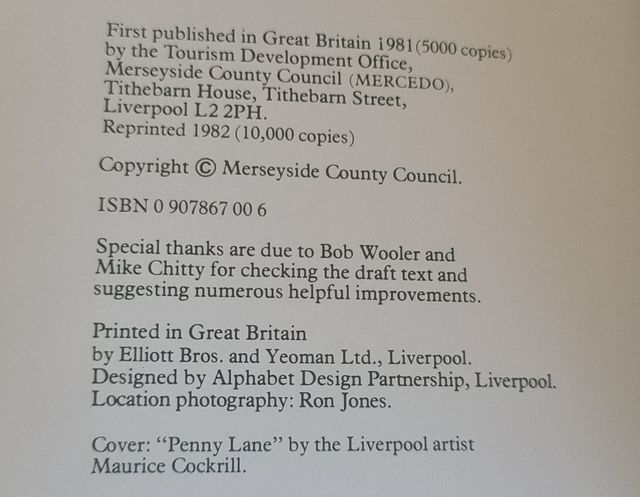 First published in Great Britain 1981(5000 copies)
by the Tourism Development Office,
Merseyside County Council (MERCEDO),
Tithebarn House, Tithebarn Street,
Liverpool L2 2PH.
Reprinted 1982 (10,000 copies)
Copyright © Merseyside County Council.
ISBN 0 907867 00 6
Special thanks are due to Bob Wooler and
Mike Chitty for checking the draft text and
suggesting numerous helpful improvements.
Printed in Great Britain
by Elliott Bros. and Yeoman Ltd., Liverpool.
Designed by Alphabet Design Partnership, Liverpool.
Location photography: Ron Jones.
Cover: “Penny Lane” by the Liverpool artist
Maurice Cockrill.